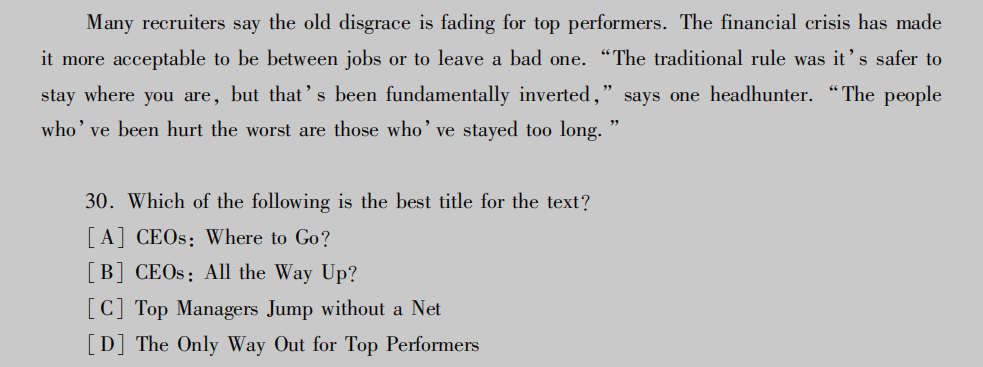 Many recruiters say the old disgrace is fading for top performers. The financial crisis has made
it more acceptable to be between jobs or to leave a bad one. “The traditional rule was it’s safer to
stay where you are, but that’s been fundamentally inverted,” says one headhunter. “The people
who’ve been hurt the worst are those who’ve stayed too long.”
30. Which of the following is the best title for the text?
[A] CEOs: Where to Go?
[B] CEOs: All the Way Up?
[C] Top Managers Jump without a Net
[D] The Only Way Out for Top Performers